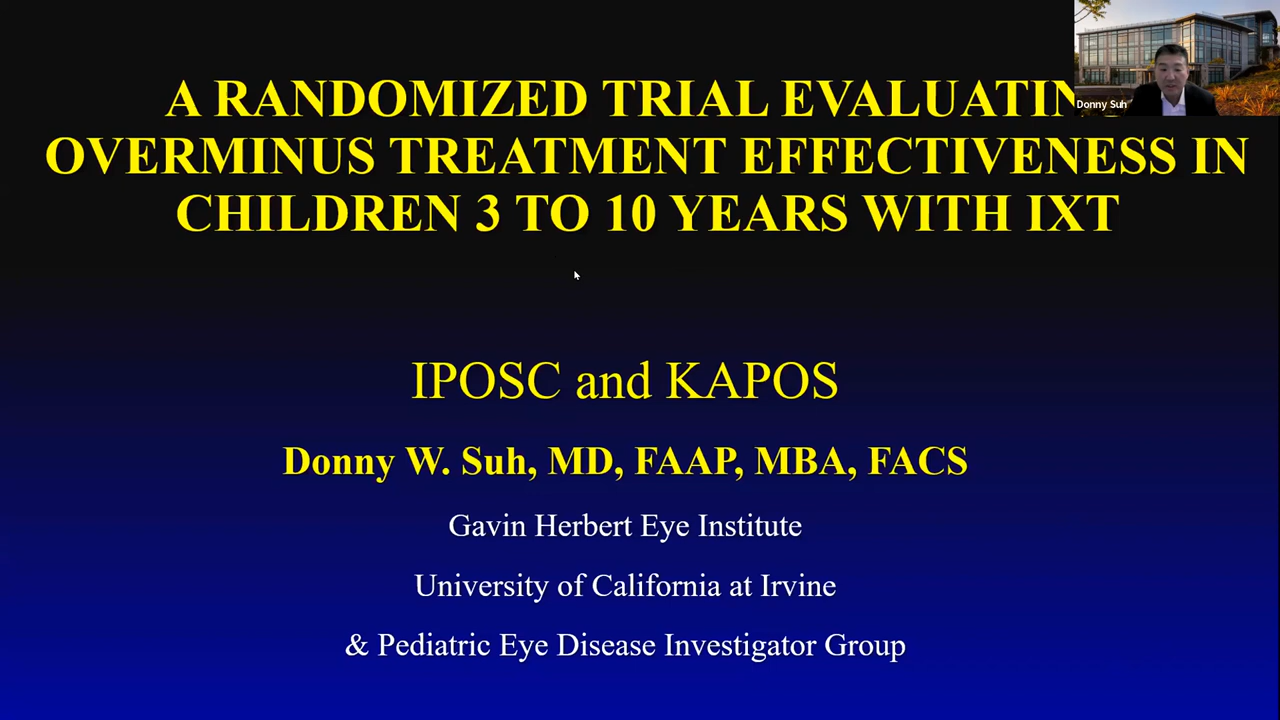 A RANDOMIZED TRIAL EVALUATIN
Donny Suh
OVERMINUS TREATMENT EFFECTIVENESS IN
CHILDREN 3 TO 10 YEARS WITH IXT
IPOSC and KAPOS
Donny W. Suh, MD, FAAP, MBA, FACS
Gavin Herbert Eye Institute
University of California at Irvine
& Pediatric Eye Disease Investigator Group